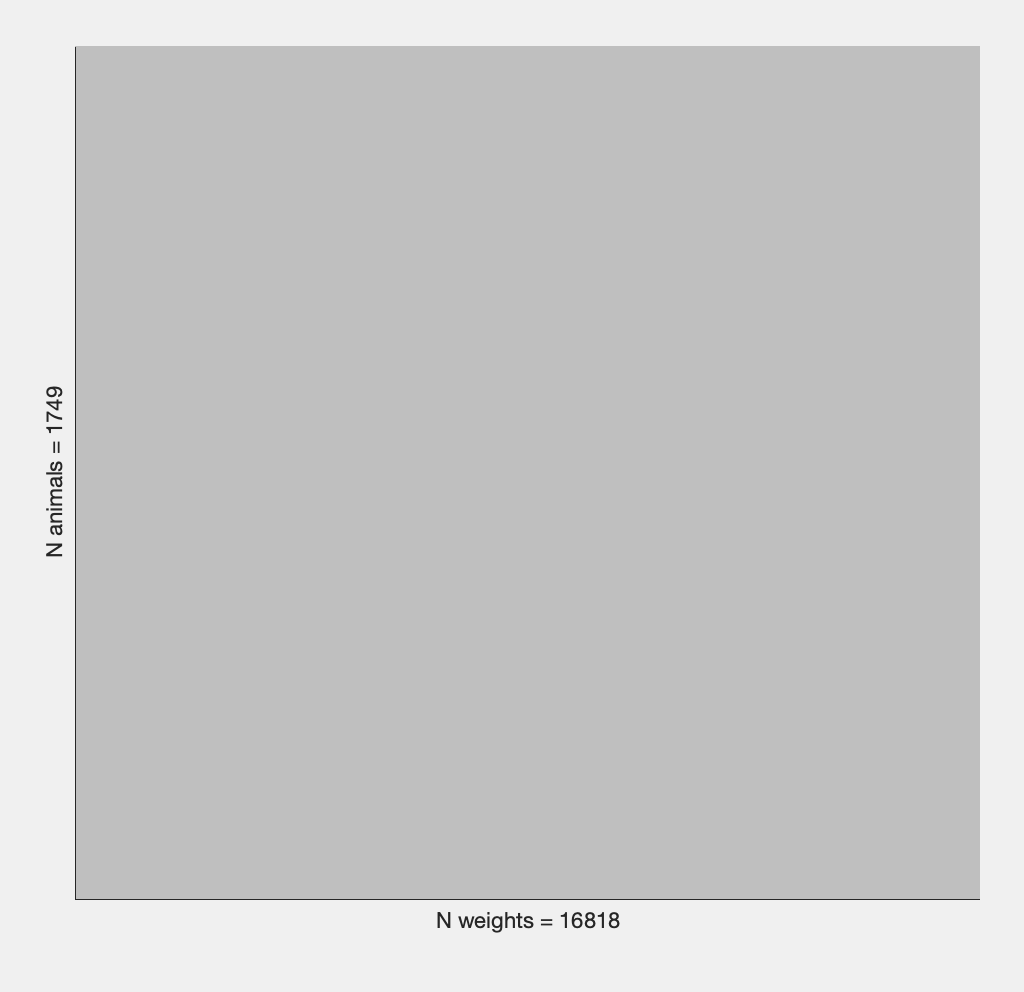 N animals = 1749
N weights = 16818